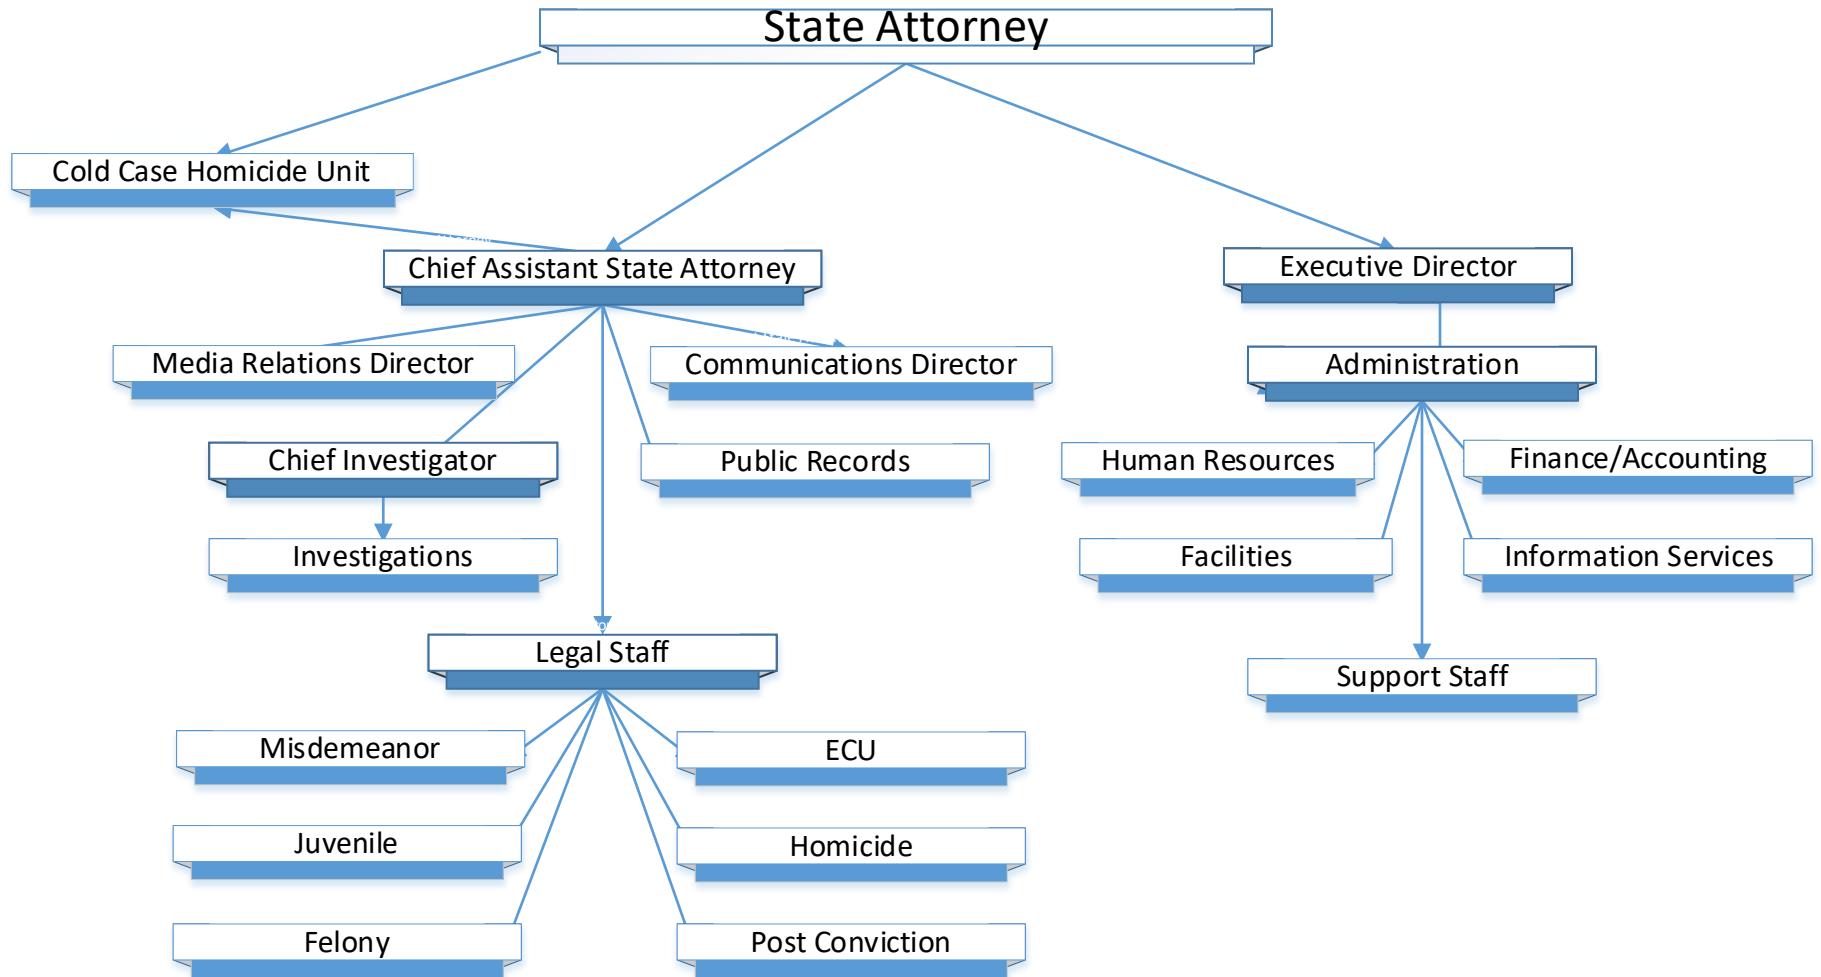 State Attorney
Cold Case Homicide Unit
Chief Assistant State Attorney
Executive Director
Media Relations Director
Communications Director
Administration
Chief Investigator
Public Records
Human Resources
Finance/Accounting
Investigations
Facilities
Information Services
Legal Staff
Support Staff
Misdemeanor
ECU
Juvenile
Homicide
Felony
Post Conviction